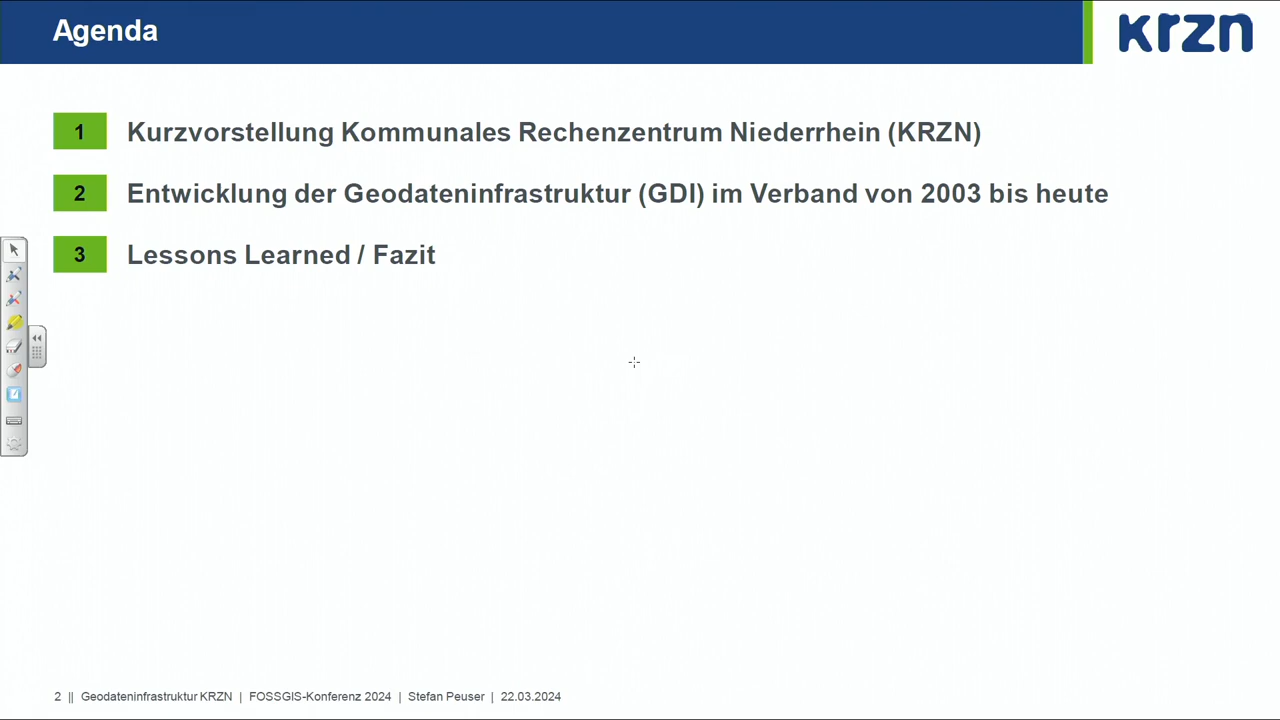 Agenda
krzn
1 Kurzvorstellung Kommunales Rechenzentrum Niederrhein (KRZN)
2 Entwicklung der Geodateninfrastruktur (GDI) im Verband von 2003 bis heute
3 Lessons Learned / Fazit
2 || Geodateninfrastruktur KRZN | FOSSGIS-Konferenz 2024 | Stefan Peuser | 22.03.2024